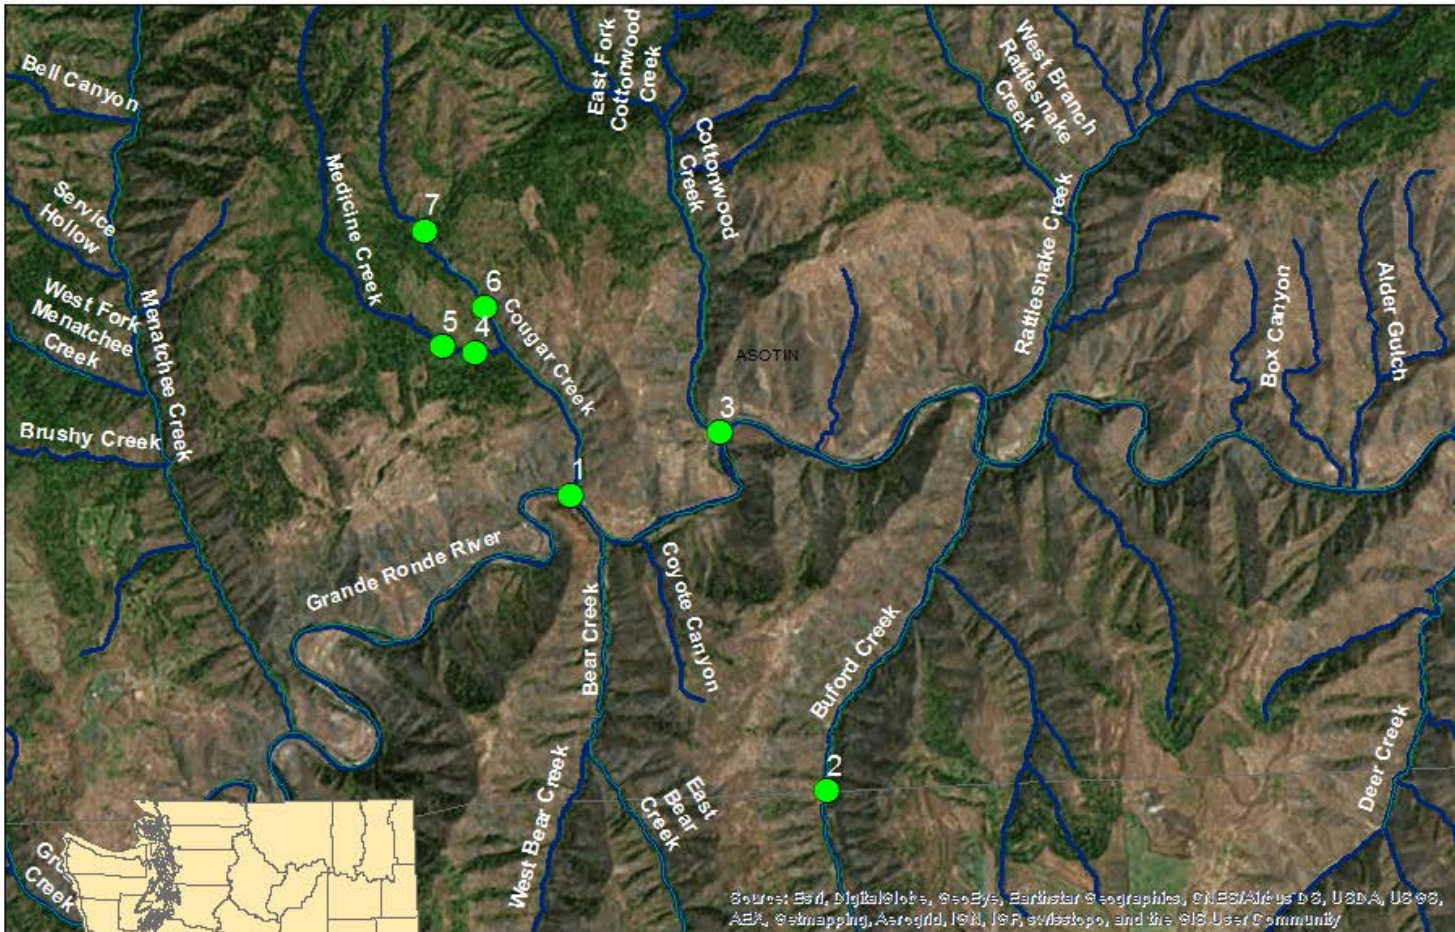 Bell Canyon
Service
Hollow
West Fork
Menatchee
Creek
Brushy Creek
Menatchee Creek
Medicine Creek
7
6
5
4
Cougar Creek
1
Grande Ronde River
East Fork
Cottonwood
Creek
Cottonwood
Creek
3
ASOTIN
West Branch
Rattlesnake
Creek
Rattlesnake Creek
Box Canyon
Alder Gulch
Coyote Canyon
Bear Creek
West Bear Creek
East
Bear
Creek
Buford Creek
2
Deer Creek
Creek
Source: Esri, DigitalGlobe, GeoEye, Earthstar Geographics, CNES/Airbus DS, USDA, USGS,
AEX, Getmapping, Aerogrid, IGN, IGP, swisstopo, and the GIS User Community